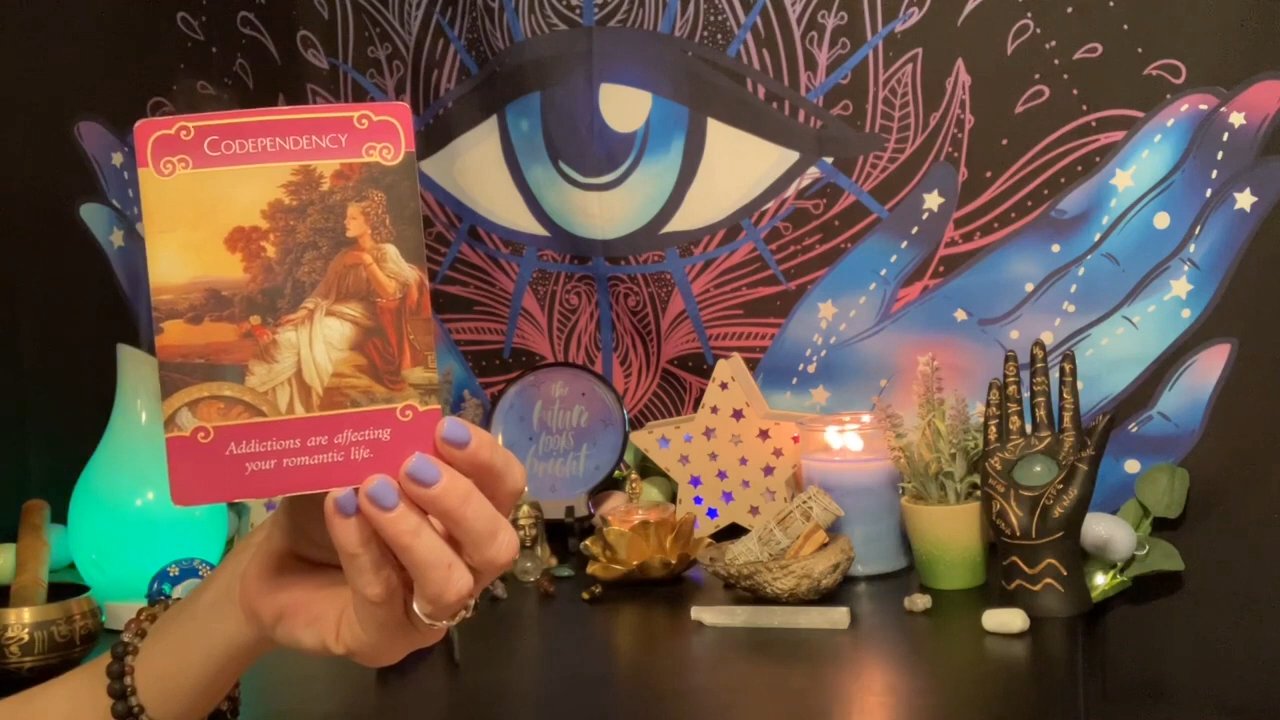 CODEPENDENCY
Addictions are affecting
your romantic life.
the
future
looks
bright